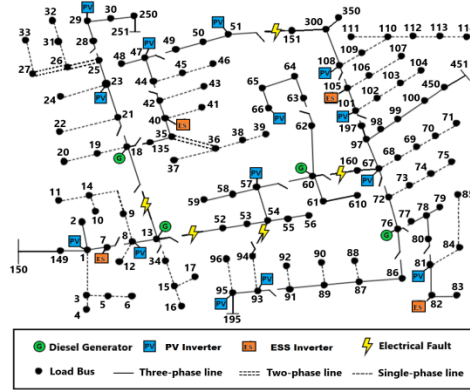 29 30 250 PV 51 300 350
33 32 28 251 PV 47 49 50 151 110 112 113
31 25 48 46 PV 108 109 107 111
27 26 23 44 45 65 64 105 106 104 451
24 PV 42 43 66 63 ES 101 103 450
22 21 40 41 PV 102 100
35 ES 62 197 98 99 71
20 19 18 135 36 38 39 97 70
G 37 58 57 PV 60 160 67 68 69 75
11 14 59 G PV 73 74
2 10 9 13 G 52 53 54 55 56 61 610 72 77 78 79 85
PV 7 8 PV 94 G 76 80 84
150 149 1 ES 12 34 17 96 92 90 88 86 81
3 5 6 15 PV 95 93 PV 91 89 87 PV 83
4 16 195 82
G Diesel Generator PV PV Inverter ES ESS Inverter Electrical Fault
Load Bus Three-phase line Two-phase line Single-phase line